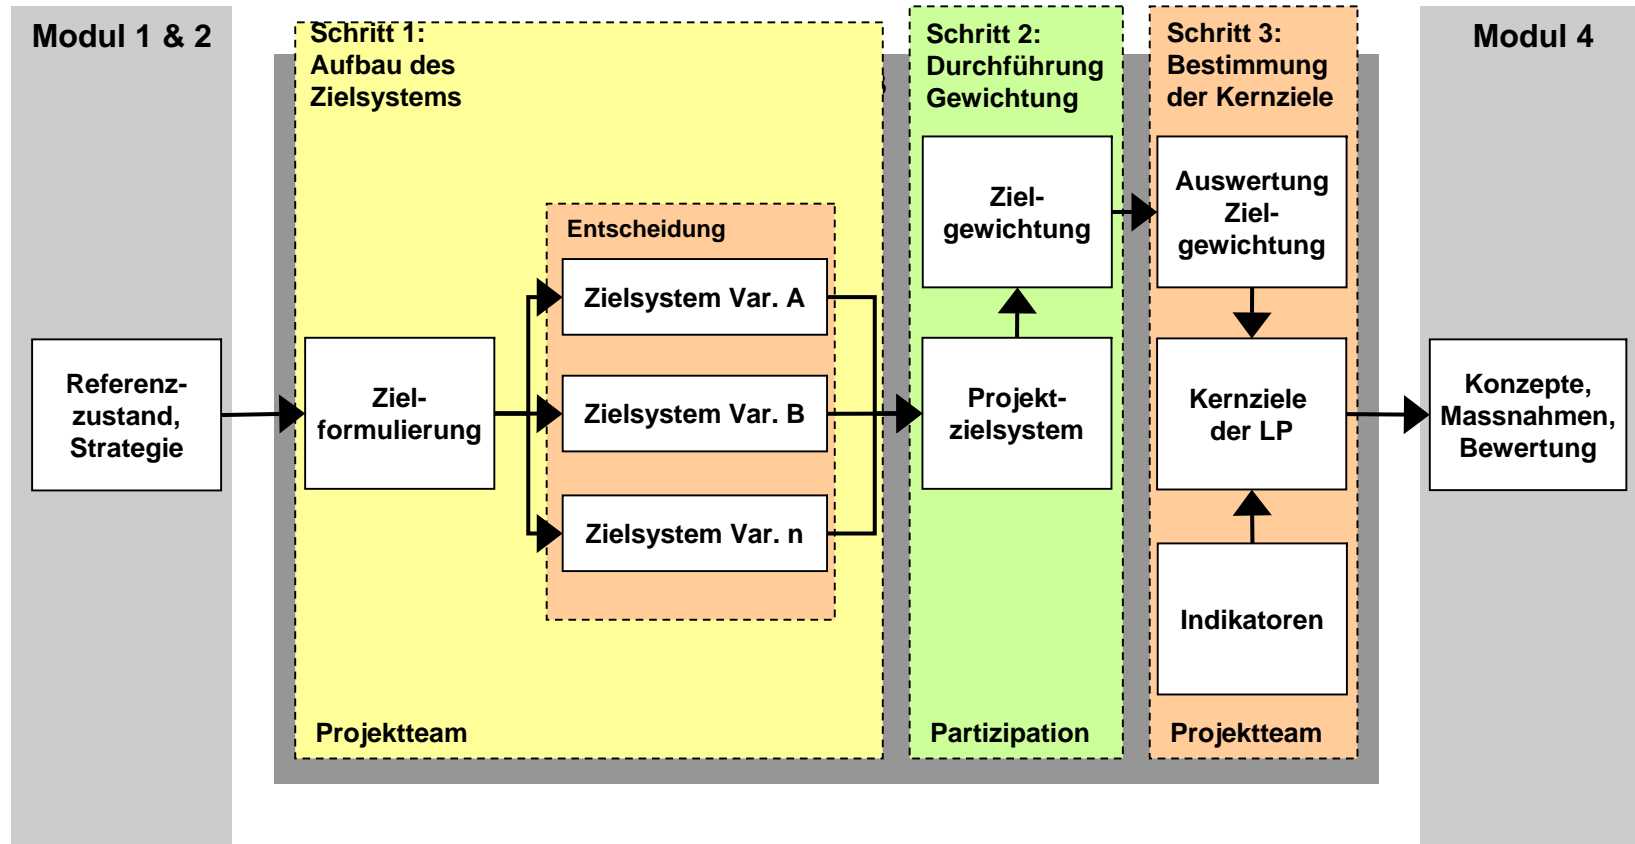 Modul 1 & 2
Schritt 1:
Aufbau des
Zielsystems
Schritt 2:
Durchführung
Gewichtung
Schritt 3:
Bestimmung
der Kernziele
Modul 4
Referenz-
zustand,
Strategie
Ziel-
formulierung
Entscheidung
Zielsystem Var. A
Zielsystem Var. B
Zielsystem Var. n
Ziel-
gewichtung
Projekt-
zielsystem
Auswertung
Ziel-
gewichtung
Kernziele
der LP
Indikatoren
Konzepte,
Massnahmen,
Bewertung
Projektteam
Partizipation
Projektteam